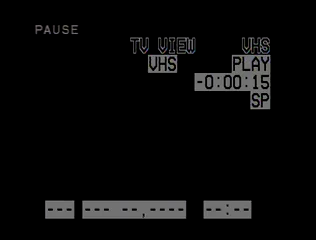 PAUSE
TV VIEW VHS
VHS PLAY
-0:00:15
SP
--- --- --,---- --:--